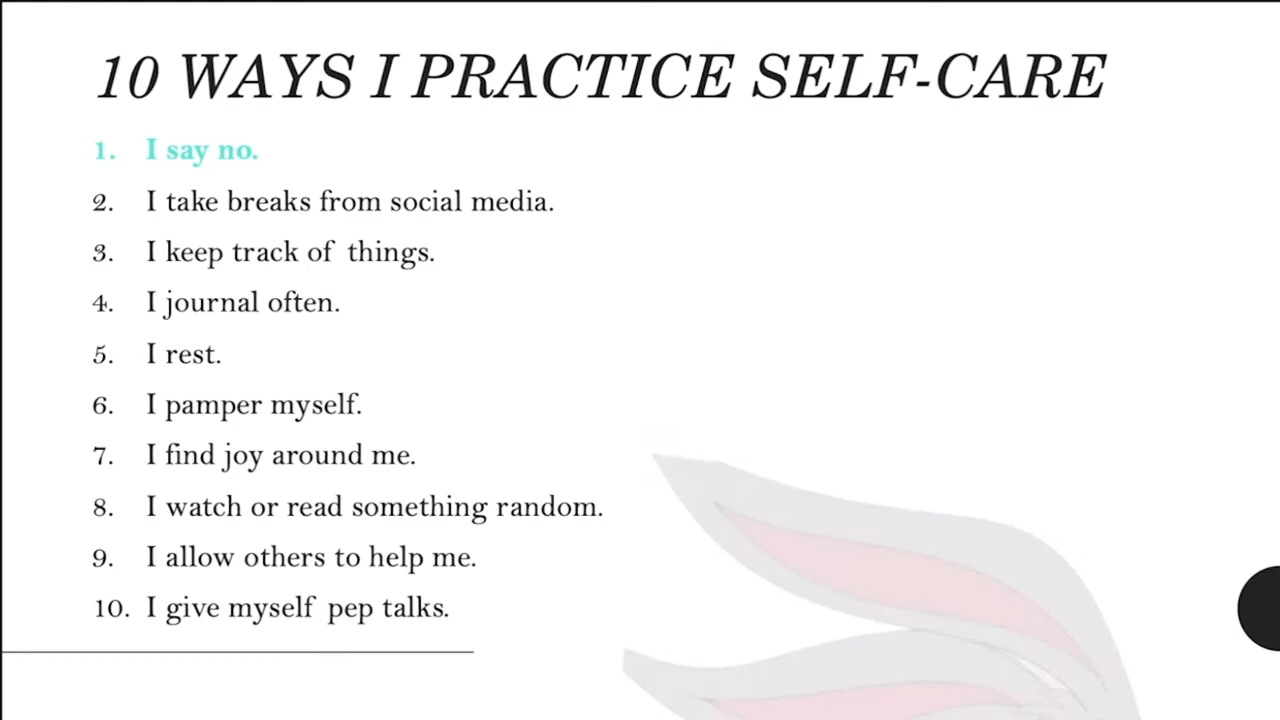 10 WAYS I PRACTICE SELF-CARE
1. I say no.
2. I take breaks from social media.
3. I keep track of things.
4. I journal often.
5. I rest.
6. I pamper myself.
7. I find joy around me.
8. I watch or read something random.
9. I allow others to help me.
10. I give myself pep talks.